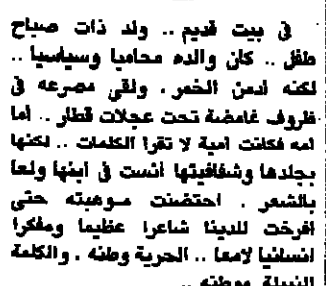 في بيت قديم .. ولد ذات صباح
طفل .. كان والده محاميا وسياسيا ..
لكنه ادمن الخمر . ولقي مصرعه في
ظروف غامضة تحت عجلات قطار .. اما
امه فكانت امية لا تقرا الكلمات .. لكنها
بجلدها وشفافيتها انست في ابنها ولعا
بالشعر . احتضنت موهبته حتى
افرخت للدينا شاعرا عظيما ومفكرا
انسانيا لامعا .. الحرية وطنه . والكلمة
النبيلة موطنه ..